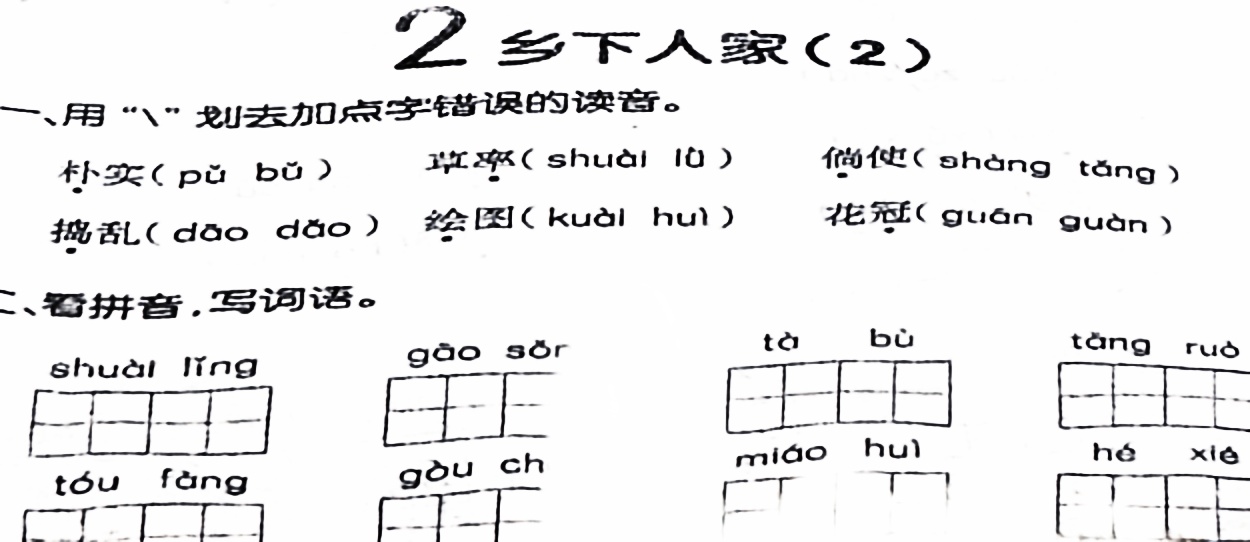 2 乡下人家(2)
一、用“\”划去加点字错误的读音。
朴实(pǔ bǔ) 草率(shuài lǜ) 倘使(shàng tǎng)
捣乱(dāo dǎo) 绘图(kuài huì) 花冠(guān guàn)
二、看拼音,写词语。
shuài lǐng gāo tà bù tǎng ruò
tóu fàng gòu miáo huì hé xié